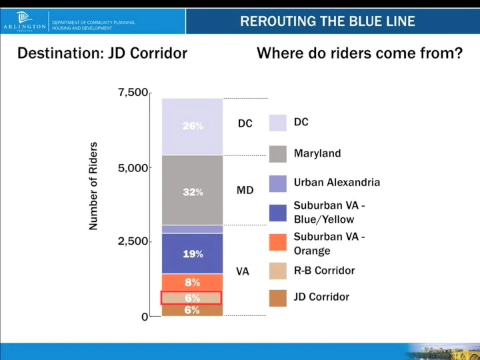 ARLINGTON
DEPARTMENT OF COMMUNITY PLANNING,
HOUSING AND DEVELOPMENT
REROUTING THE BLUE LINE
Destination: JD Corridor
Where do riders come from?
Number of Riders
7,500
5,000
2,500
0
26%
32%
19%
8%
6%
6%
DC
MD
VA
DC
Maryland
Urban Alexandria
Suburban VA -
Blue/Yellow
Suburban VA -
Orange
R-B Corridor
JD Corridor